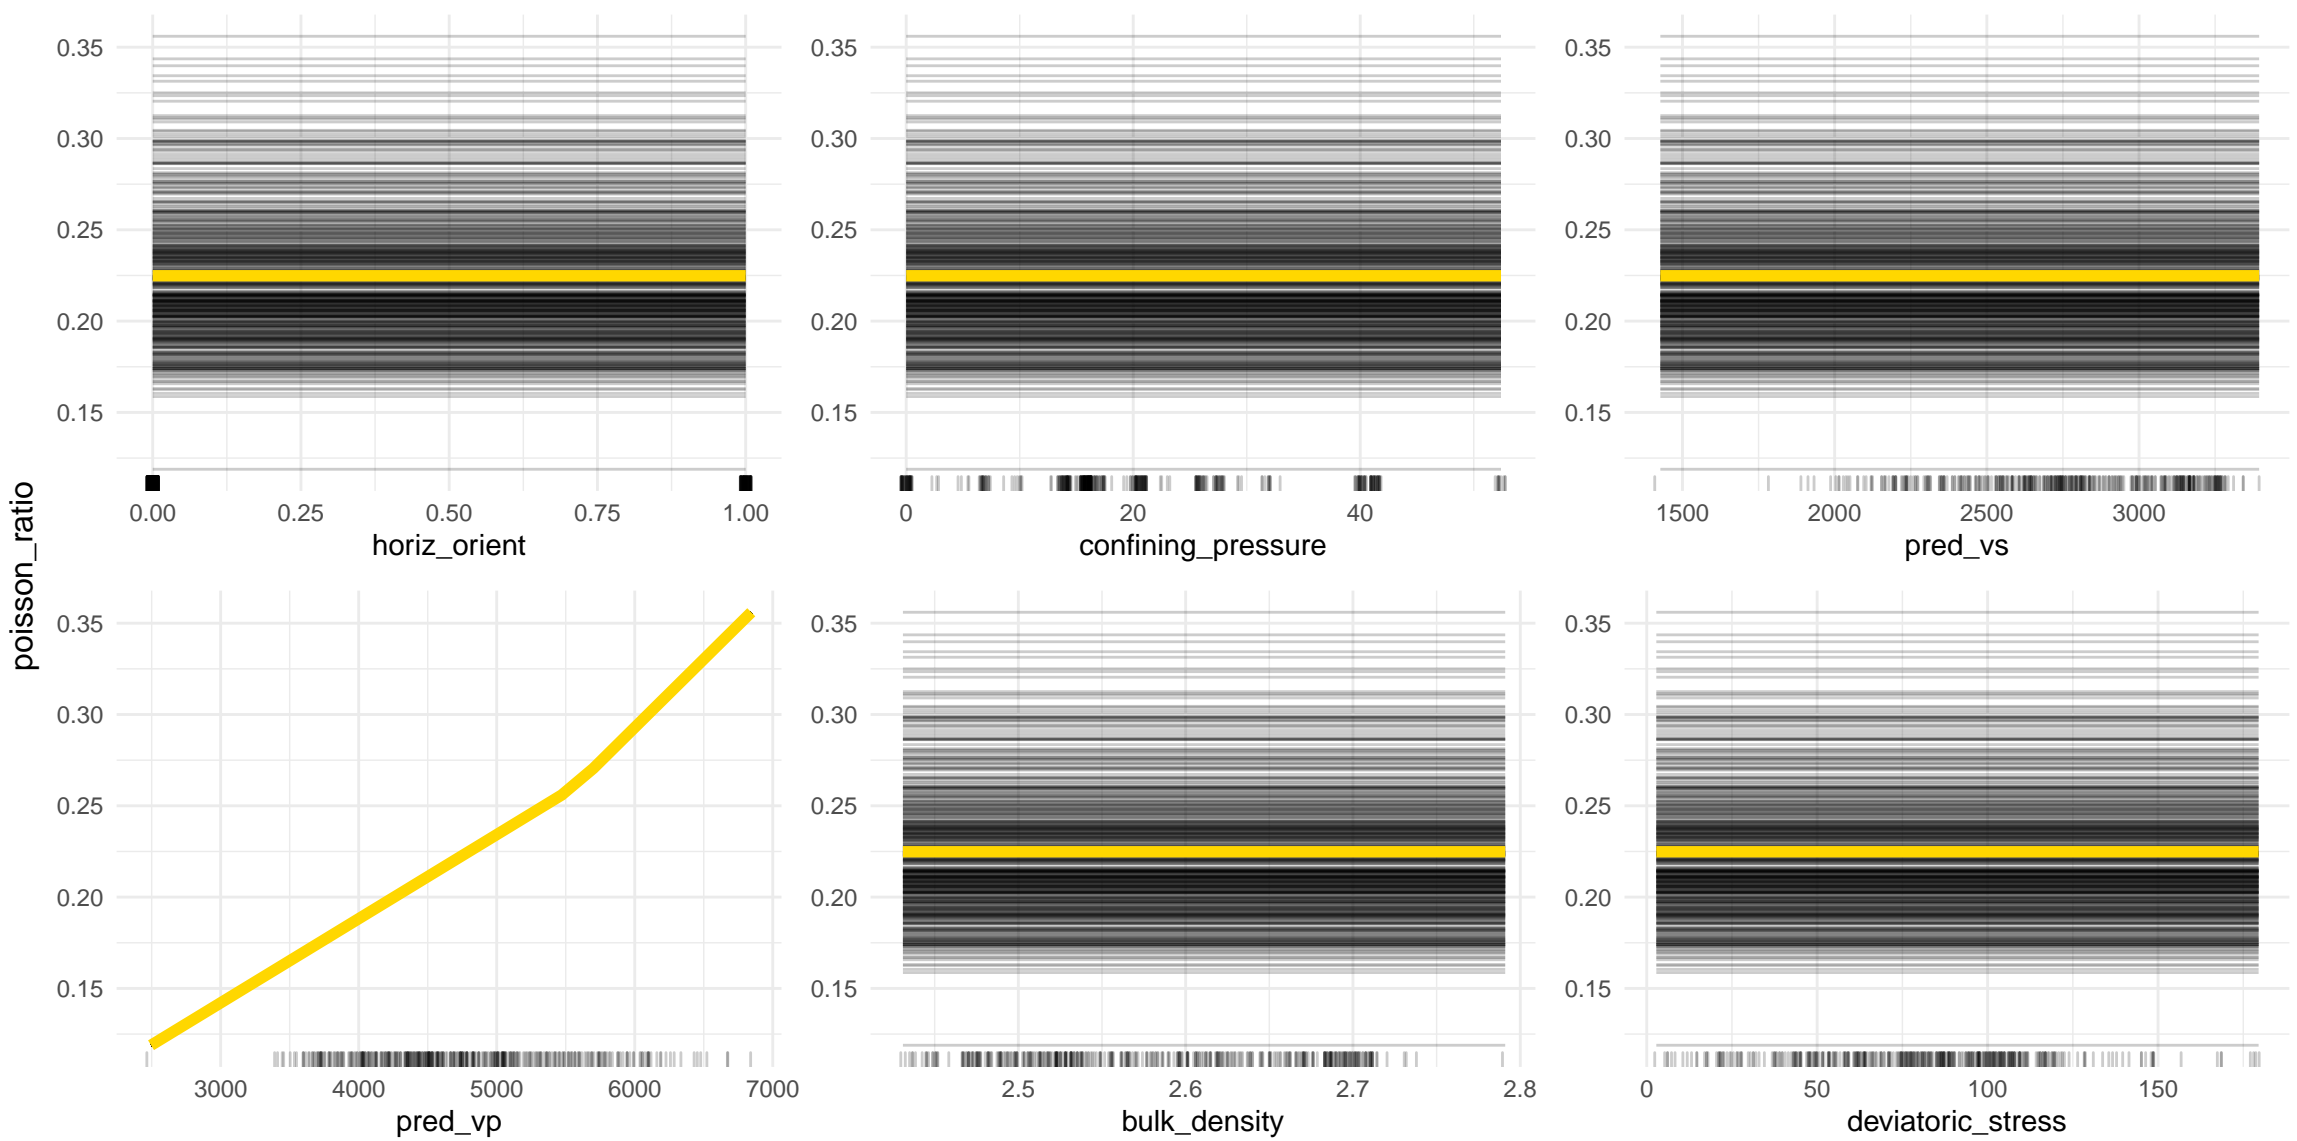 0.35 0.35 0.35
0.30 0.30 0.30
0.25 0.25 0.25
0.20 0.20 0.20
0.15 0.15 0.15
0.00 0.25 0.50 0.75 1.00 0 20 40 1500 2000 2500 3000
horiz_orient confining_pressure pred_vs
poisson_ratio
0.35 0.35 0.35
0.30 0.30 0.30
0.25 0.25 0.25
0.20 0.20 0.20
0.15 0.15 0.15
3000 4000 5000 6000 7000 2.5 2.6 2.7 2.8 0 50 100 150
pred_vp bulk_density deviatoric_stress